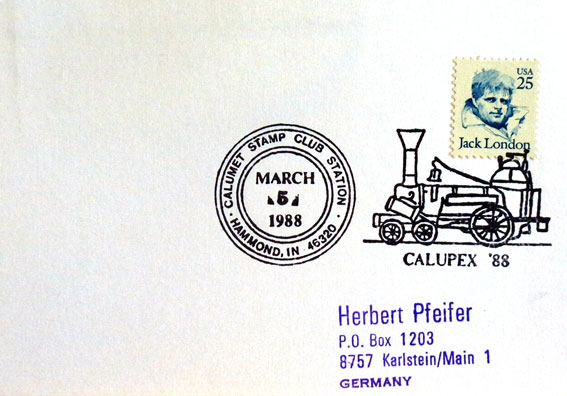 USA
25
Jack London
CALUMET STAMP CLUB STATION
MARCH
5
1988
HAMMOND, IN 46320
CALUPEX '88
Herbert Pfeifer
P.O. Box 1203
8757 Karlstein/Main 1
GERMANY